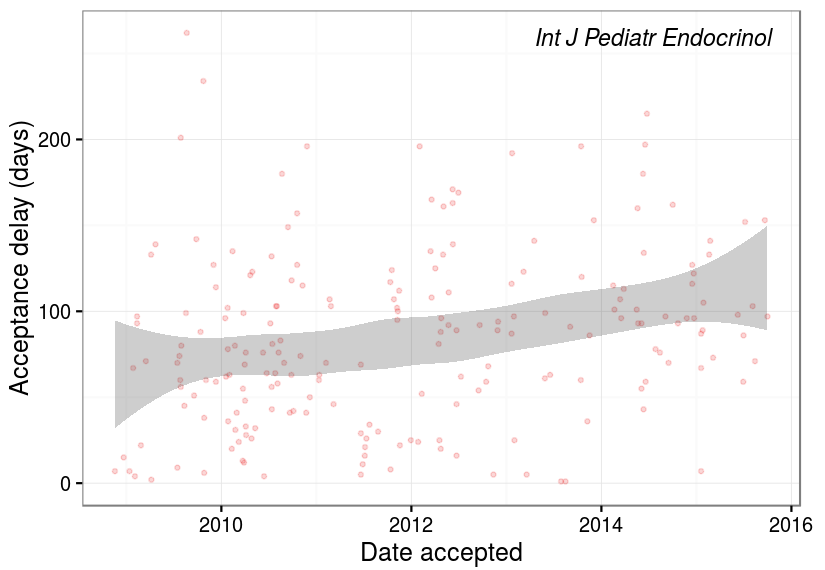 Int J Pediatr Endocrinol
Acceptance delay (days)
200
100
0
2010 2012 2014 2016
Date accepted